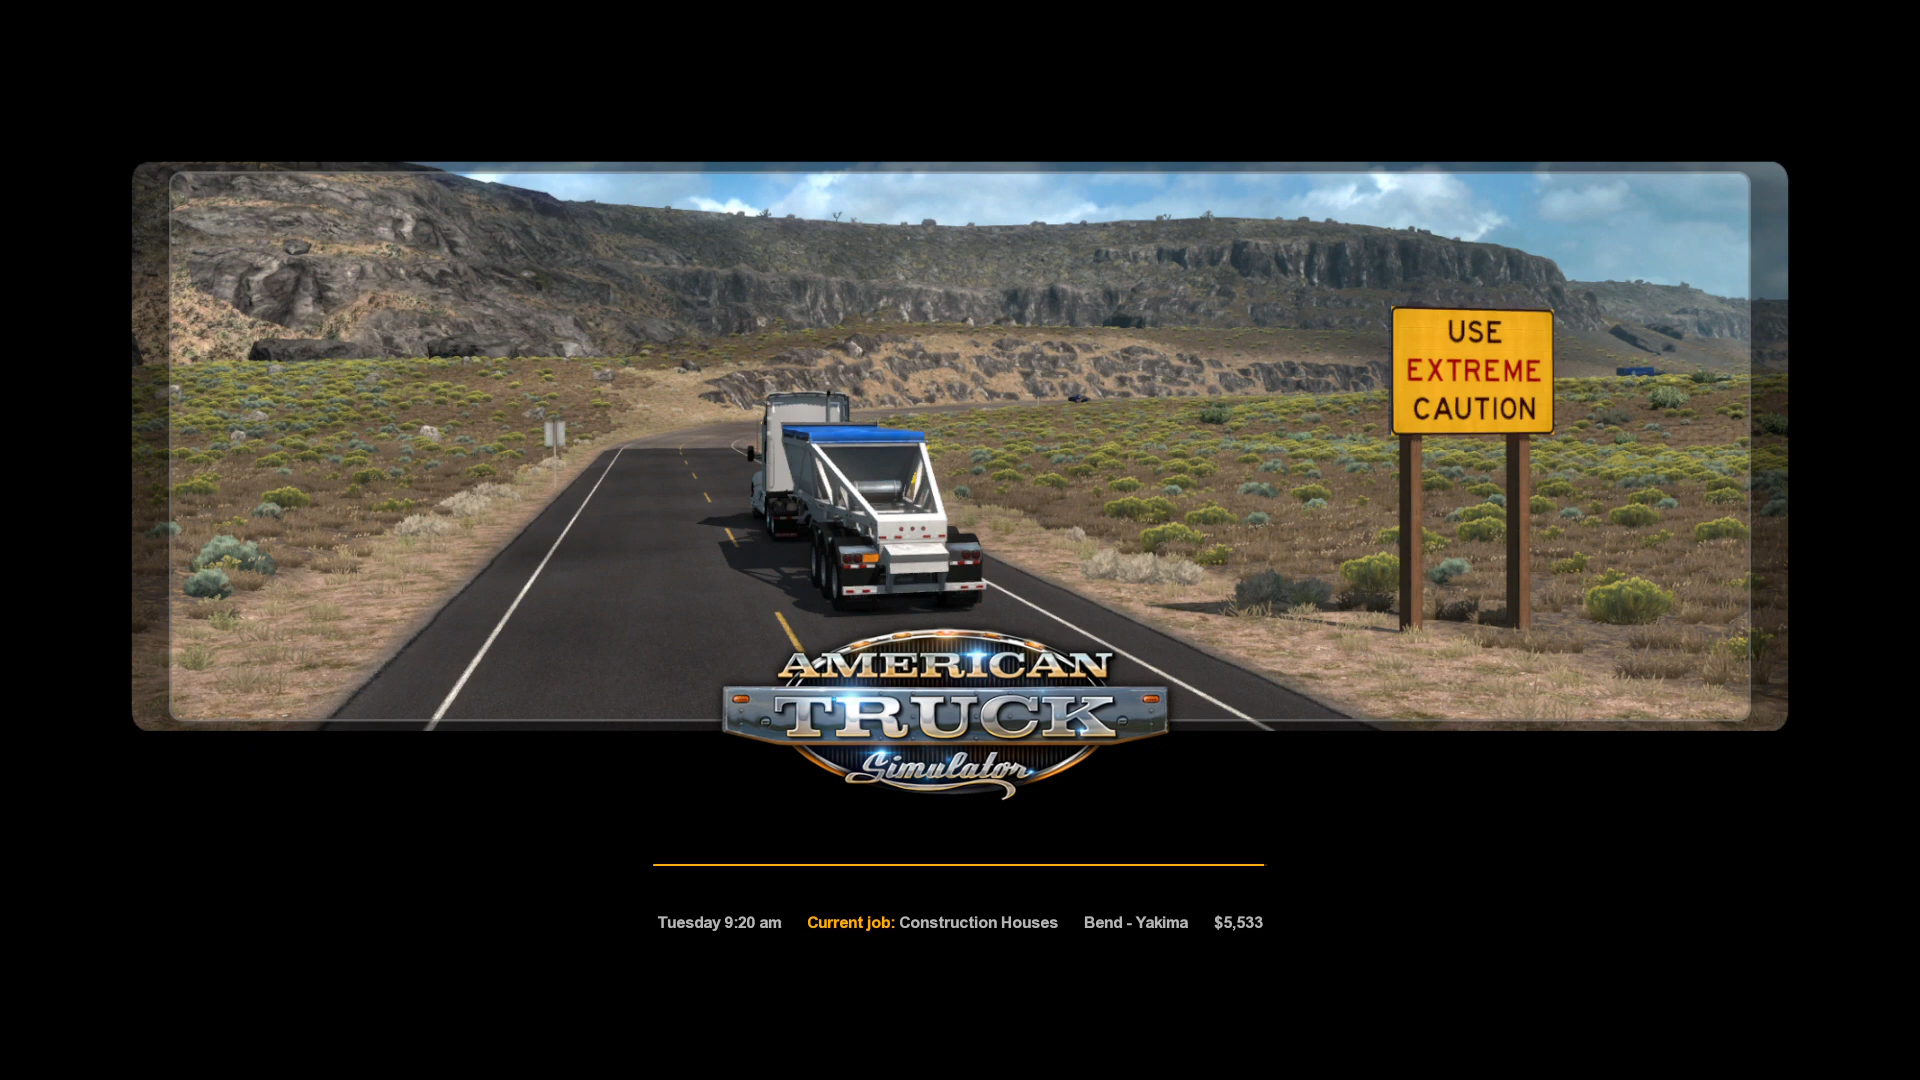 USE
EXTREME
CAUTION
AMERICAN
TRUCK
Simulator
Tuesday 9:20 am Current job: Construction Houses Bend - Yakima $5,533